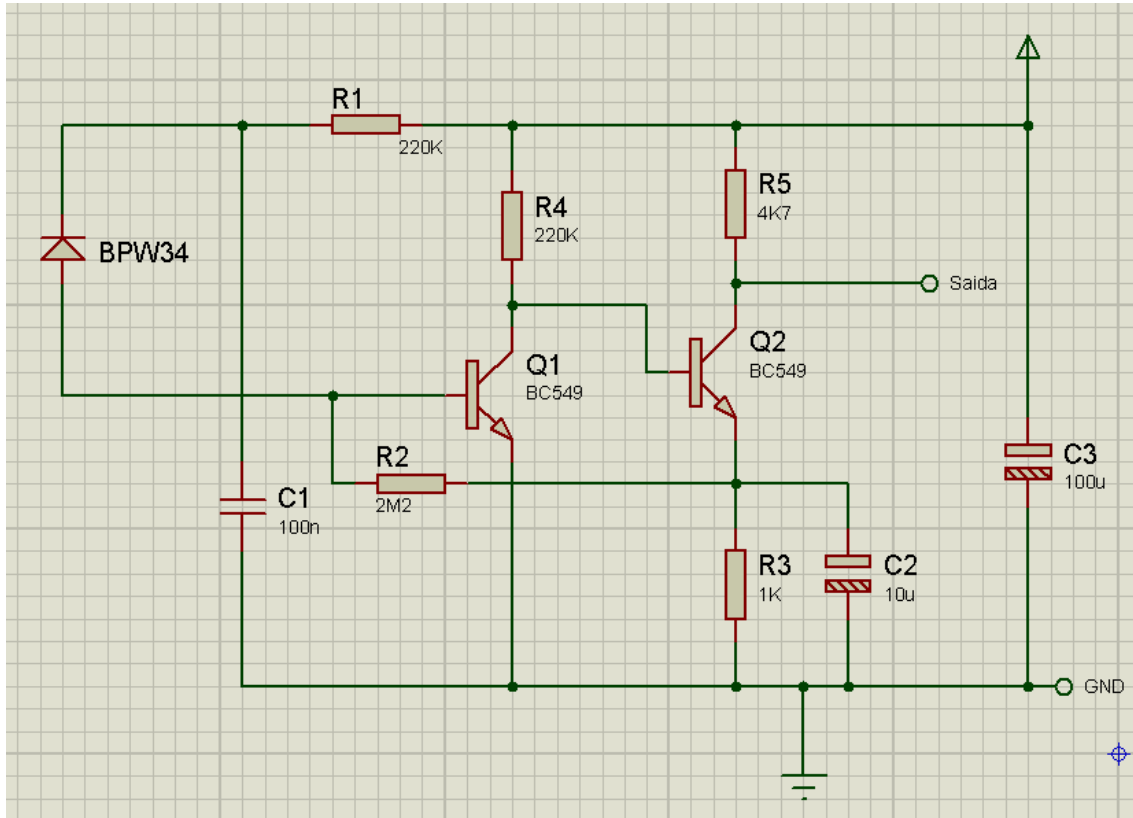 R1
220K
R4
220K
R5
4K7
BPW34
Saida
Q1
BC549
Q2
BC549
R2
2M2
C1
100n
C3
100u
R3
1K
C2
10u
GND